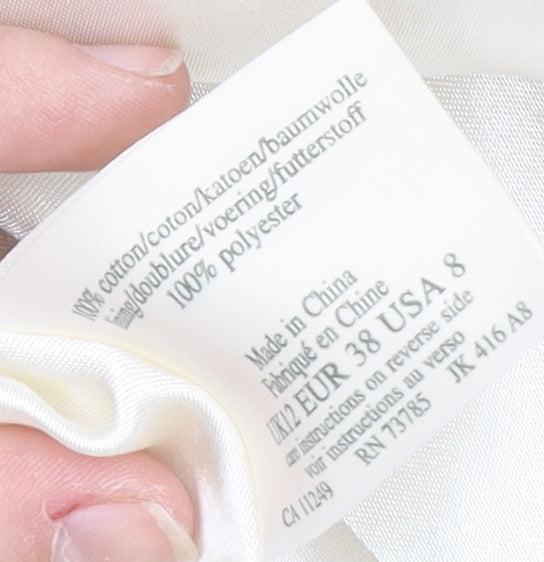 100% cotton/coton/katoen/baumwolle
lining/doublure/voering/futterstoff
100% polyester
Made in China
Fabriqué en Chine
UK12 EUR 38 USA 8
care instructions on reverse side
voir instructions au verso
RN 73785 JK 416 A8
CA 11249